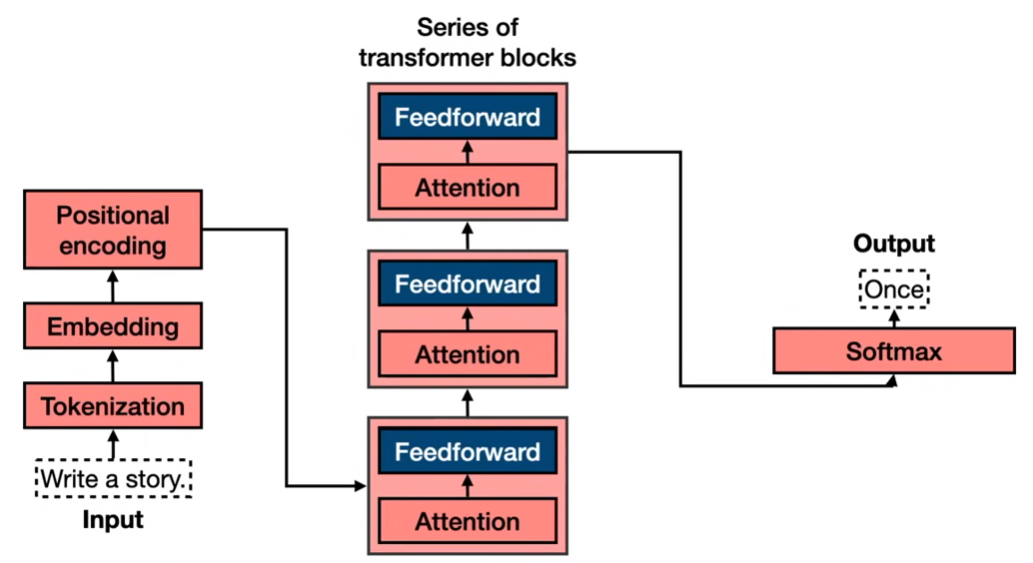 Series of
transformer blocks
Feedforward
Attention
Feedforward
Attention
Feedforward
Attention
Positional
encoding
Embedding
Tokenization
Write a story.
Input
Output
Once
Softmax